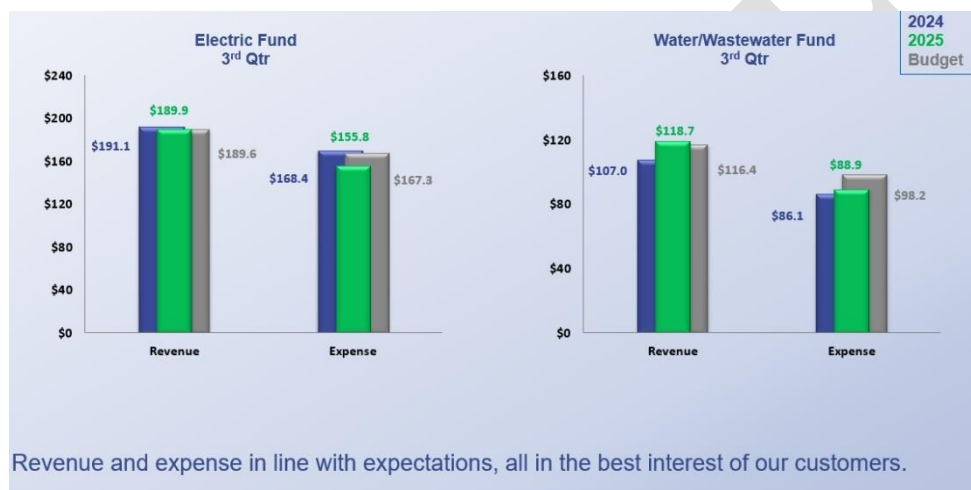 Electric Fund
3rd Qtr
$240
$200
$160
$120
$80
$40
$0
$191.1
$189.9
$189.6
$168.4
$155.8
$167.3
Revenue
Expense
Water/Wastewater Fund
3rd Qtr
2024
2025
Budget
$160
$120
$80
$40
$0
$107.0
$118.7
$116.4
$86.1
$88.9
$98.2
Revenue
Expense
Revenue and expense in line with expectations, all in the best interest of our customers.